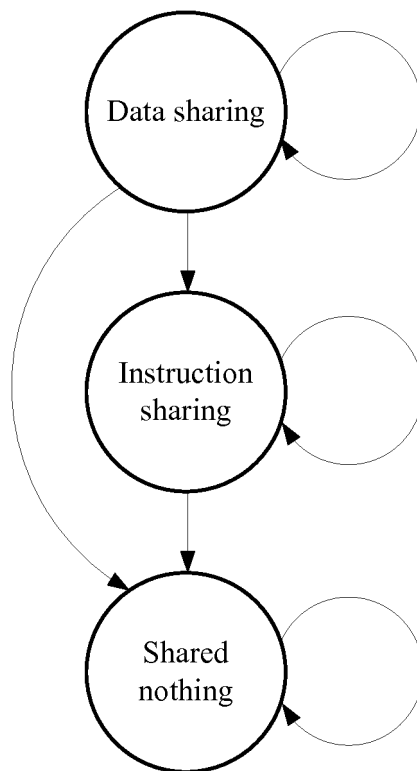 Data sharing
Instruction
sharing
Shared
nothing